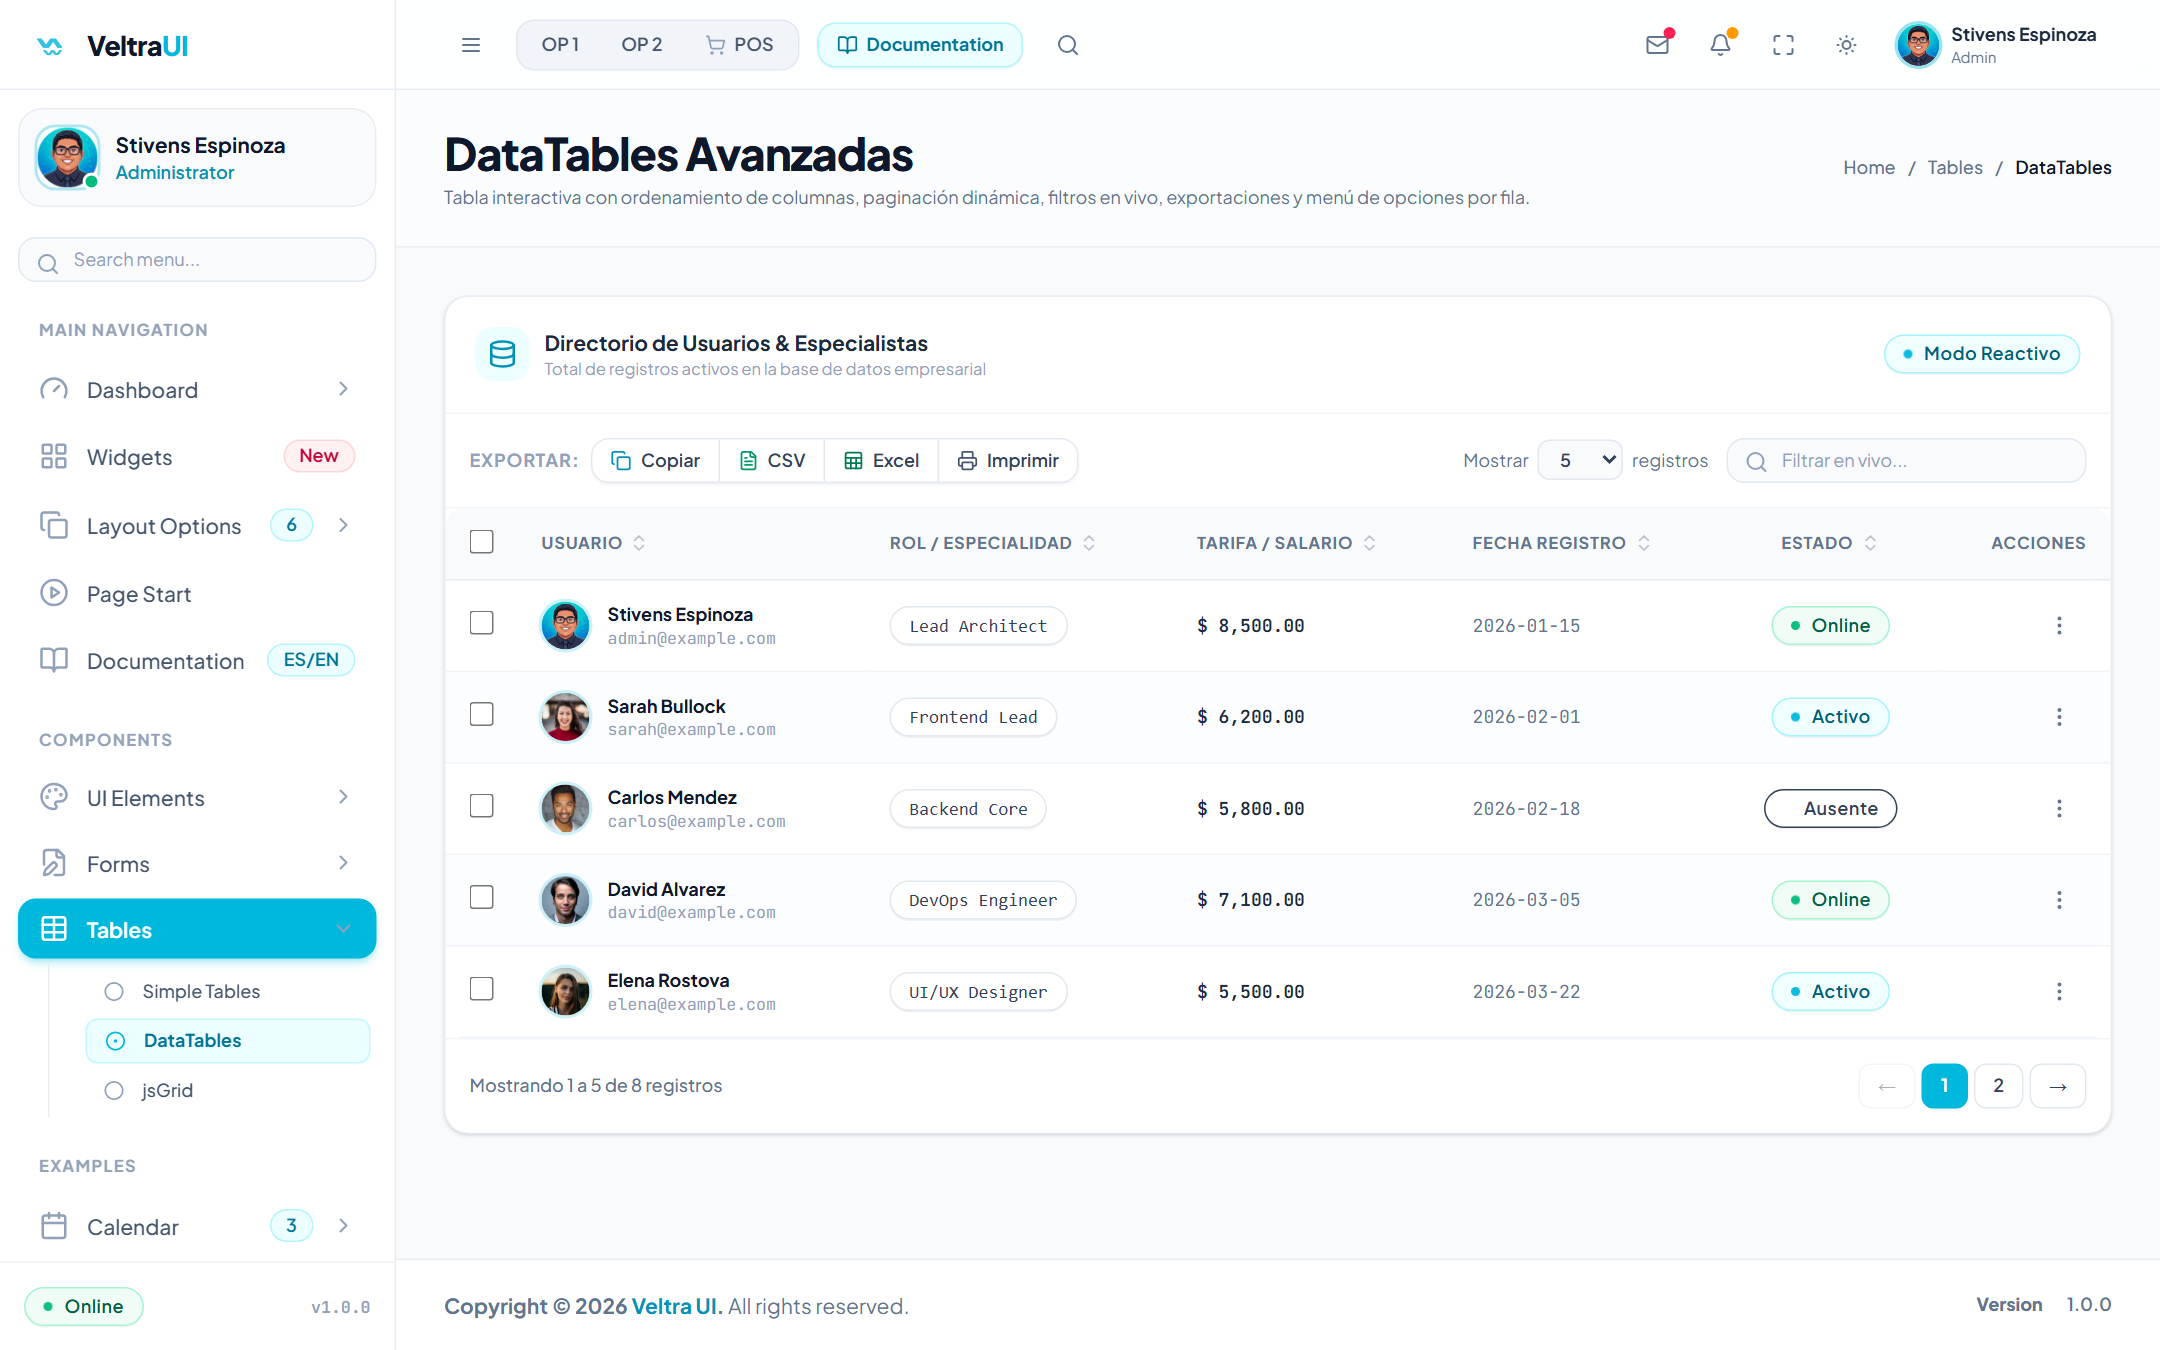 VeltraUI
OP 1
OP 2
POS
Documentation
Stivens Espinoza
Admin
Stivens Espinoza
Administrator
Search menu...
MAIN NAVIGATION
Dashboard
Widgets New
Layout Options 6
Page Start
Documentation ES/EN
COMPONENTS
UI Elements
Forms
Tables
Simple Tables
DataTables
jsGrid
EXAMPLES
Calendar 3
Online v1.0.0
DataTables Avanzadas
Tabla interactiva con ordenamiento de columnas, paginación dinámica, filtros en vivo, exportaciones y menú de opciones por fila.
Home / Tables / DataTables
Directorio de Usuarios & Especialistas
Total de registros activos en la base de datos empresarial
Modo Reactivo
EXPORTAR: Copiar CSV Excel Imprimir
Mostrar 5 registros Filtrar en vivo...
USUARIO ROL / ESPECIALIDAD TARIFA / SALARIO FECHA REGISTRO ESTADO ACCIONES
Stivens Espinoza
admin@example.com
Lead Architect $ 8,500.00 2026-01-15 Online
Sarah Bullock
sarah@example.com
Frontend Lead $ 6,200.00 2026-02-01 Activo
Carlos Mendez
carlos@example.com
Backend Core $ 5,800.00 2026-02-18 Ausente
David Alvarez
david@example.com
DevOps Engineer $ 7,100.00 2026-03-05 Online
Elena Rostova
elena@example.com
UI/UX Designer $ 5,500.00 2026-03-22 Activo
Mostrando 1 a 5 de 8 registros
← 1 2 →
Copyright © 2026 Veltra UI. All rights reserved.
Version 1.0.0